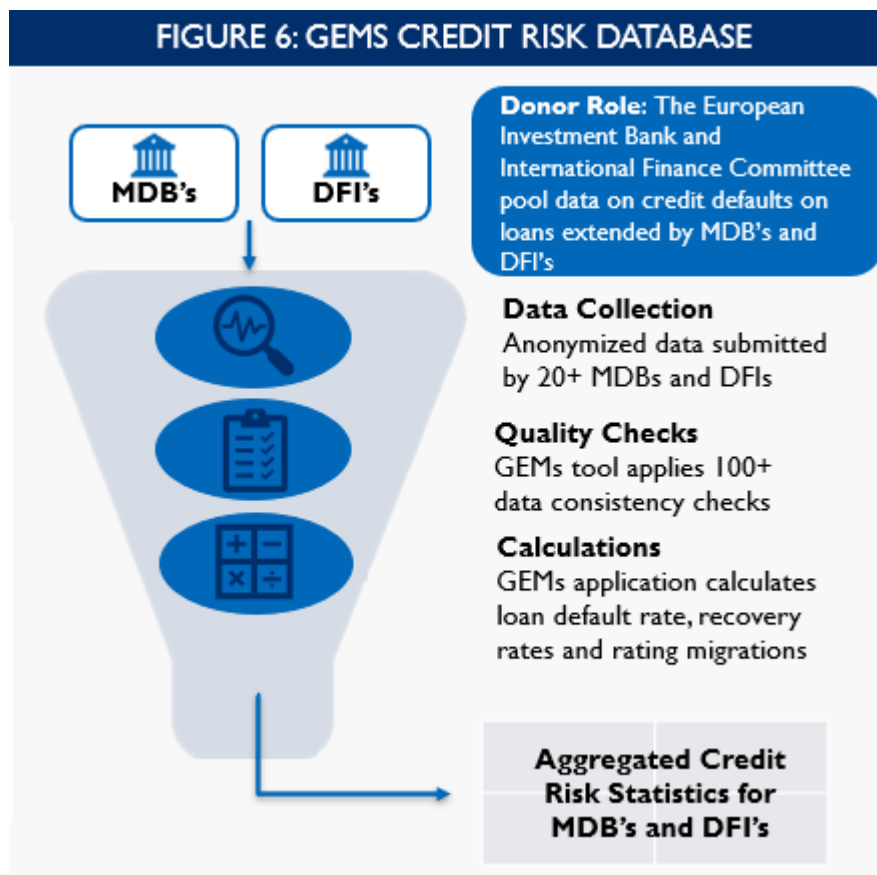 FIGURE 6: GEMS CREDIT RISK DATABASE
MDB's
DFI's
Donor Role: The European
Investment Bank and
International Finance Committee
pool data on credit defaults on
loans extended by MDB's and
DFI's
Data Collection
Anonymized data submitted
by 20+ MDBs and DFIs
Quality Checks
GEMs tool applies 100+
data consistency checks
Calculations
GEMs application calculates
loan default rate, recovery
rates and rating migrations
Aggregated Credit
Risk Statistics for
MDB's and DFI's